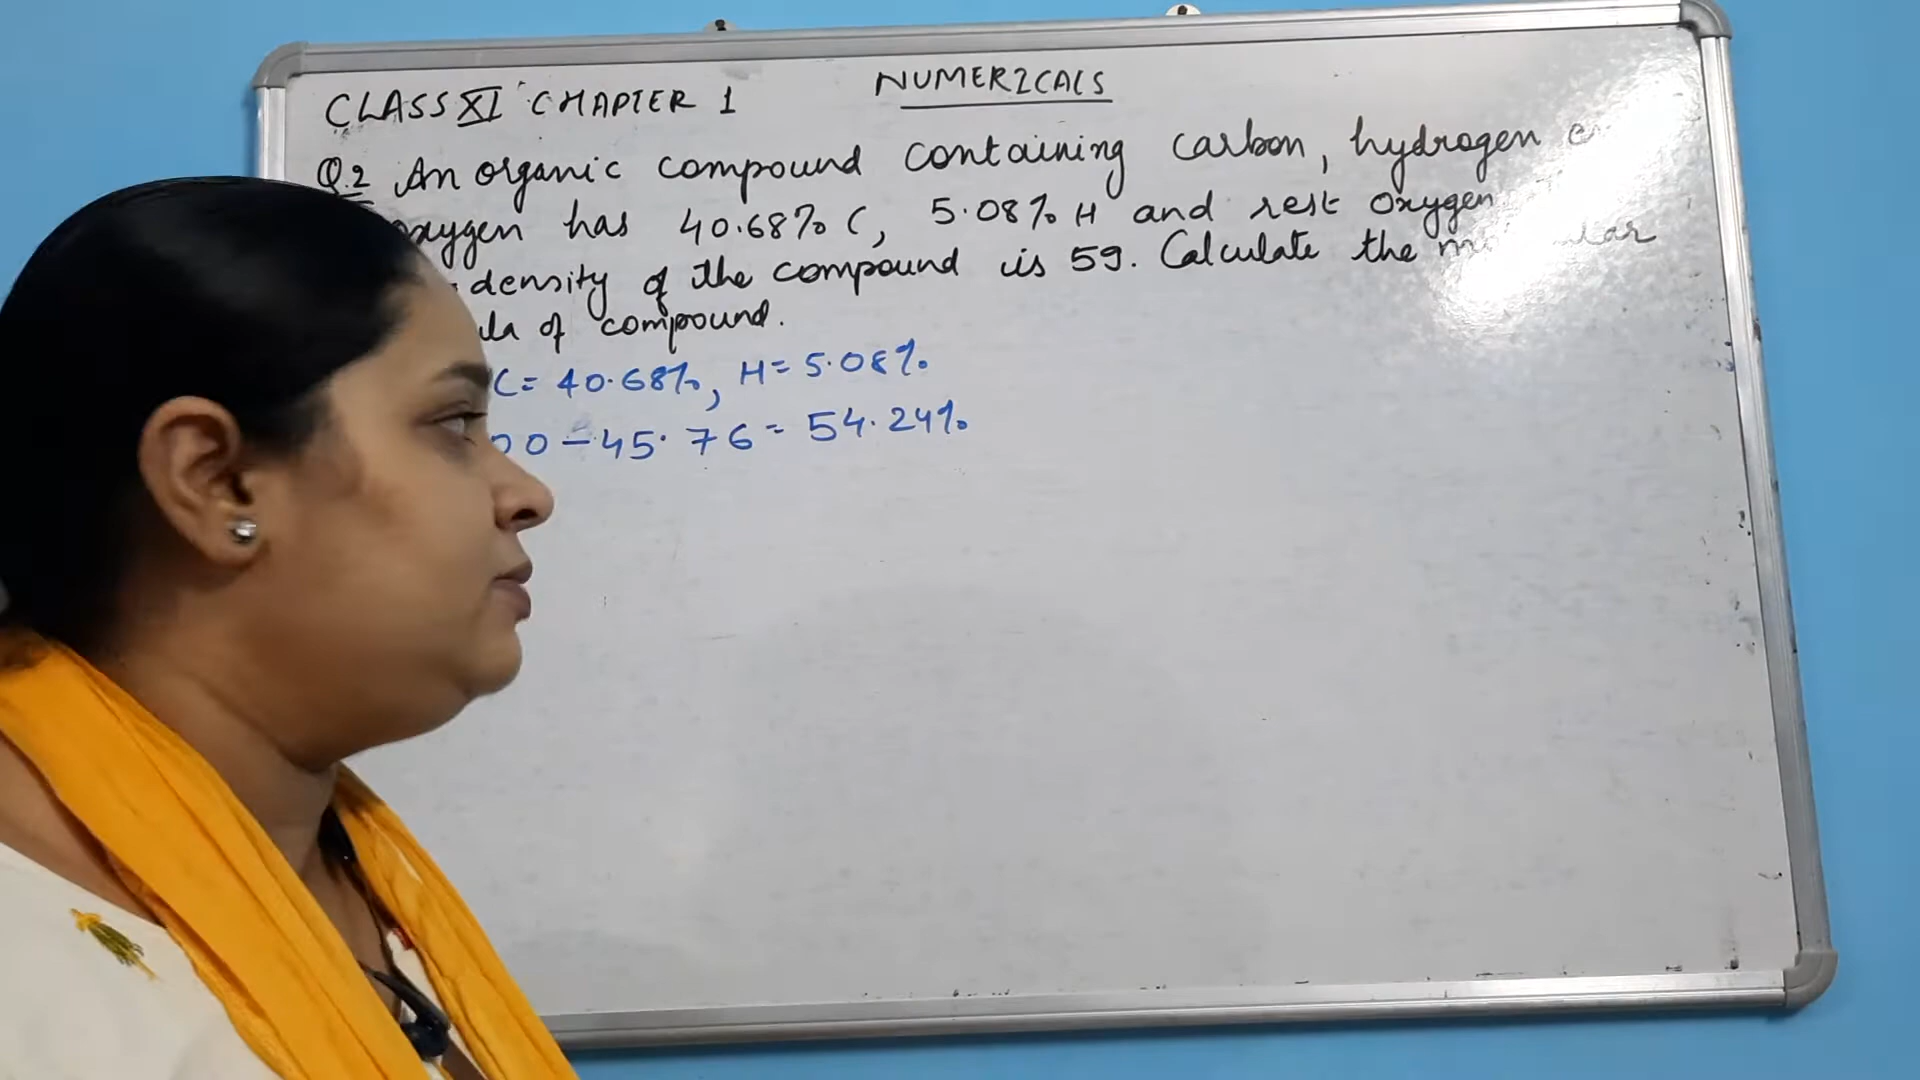 CLASS XI CHAPTER 1
NUMERICALS
Q.2 An organic compound containing carbon, hydrogen
oxygen has 40.68% C, 5.08% H and rest oxygen.
density of the compound is 59. Calculate the
of compound.
C= 40.68%, H= 5.08%
00 - 45.76 = 54.24%